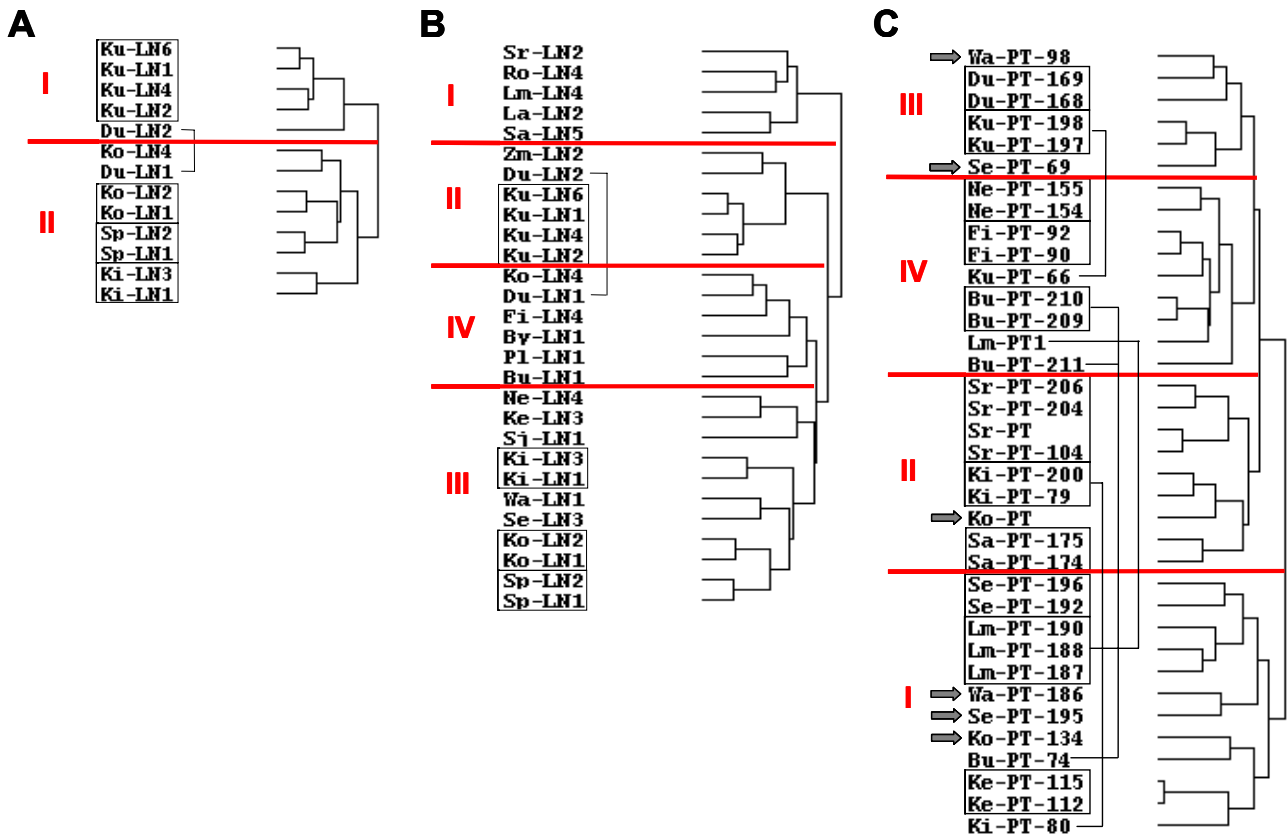 A
Ku-LN6
Ku-LN1
I
Ku-LN4
Ku-LN2
Du-LN2
Ko-LN4
Du-LN1
Ko-LN2
Ko-LN1
II
Sp-LN2
Sp-LN1
Ki-LN3
Ki-LN1
B
Sr-LN2
Ro-LN4
I
Lm-LN4
La-LN2
Sa-LN5
Zm-LN2
Du-LN2
II
Ku-LN6
Ku-LN1
Ku-LN4
Ku-LN2
Ko-LN4
Du-LN1
IV
Fi-LN4
By-LN1
Pl-LN1
Bu-LN1
Ne-LN4
Ke-LN3
Sj-LN1
Ki-LN3
III
Ki-LN1
Wa-LN1
Se-LN3
Ko-LN2
Ko-LN1
Sp-LN2
Sp-LN1
C
Wa-PT-98
Du-PT-169
III
Du-PT-168
Ku-PT-198
Ku-PT-197
Se-PT-69
Ne-PT-155
Ne-PT-154
Fi-PT-92
Fi-PT-90
IV
Ku-PT-66
Bu-PT-210
Bu-PT-209
Lm-PT1
Bu-PT-211
Sr-PT-206
Sr-PT-204
Sr-PT
Sr-PT-104
II
Ki-PT-200
Ki-PT-79
Ko-PT
Sa-PT-175
Sa-PT-174
Se-PT-196
Se-PT-192
Lm-PT-190
Lm-PT-188
Lm-PT-187
I
Wa-PT-186
Se-PT-195
Ko-PT-134
Bu-PT-74
Ke-PT-115
Ke-PT-112
Ki-PT-80